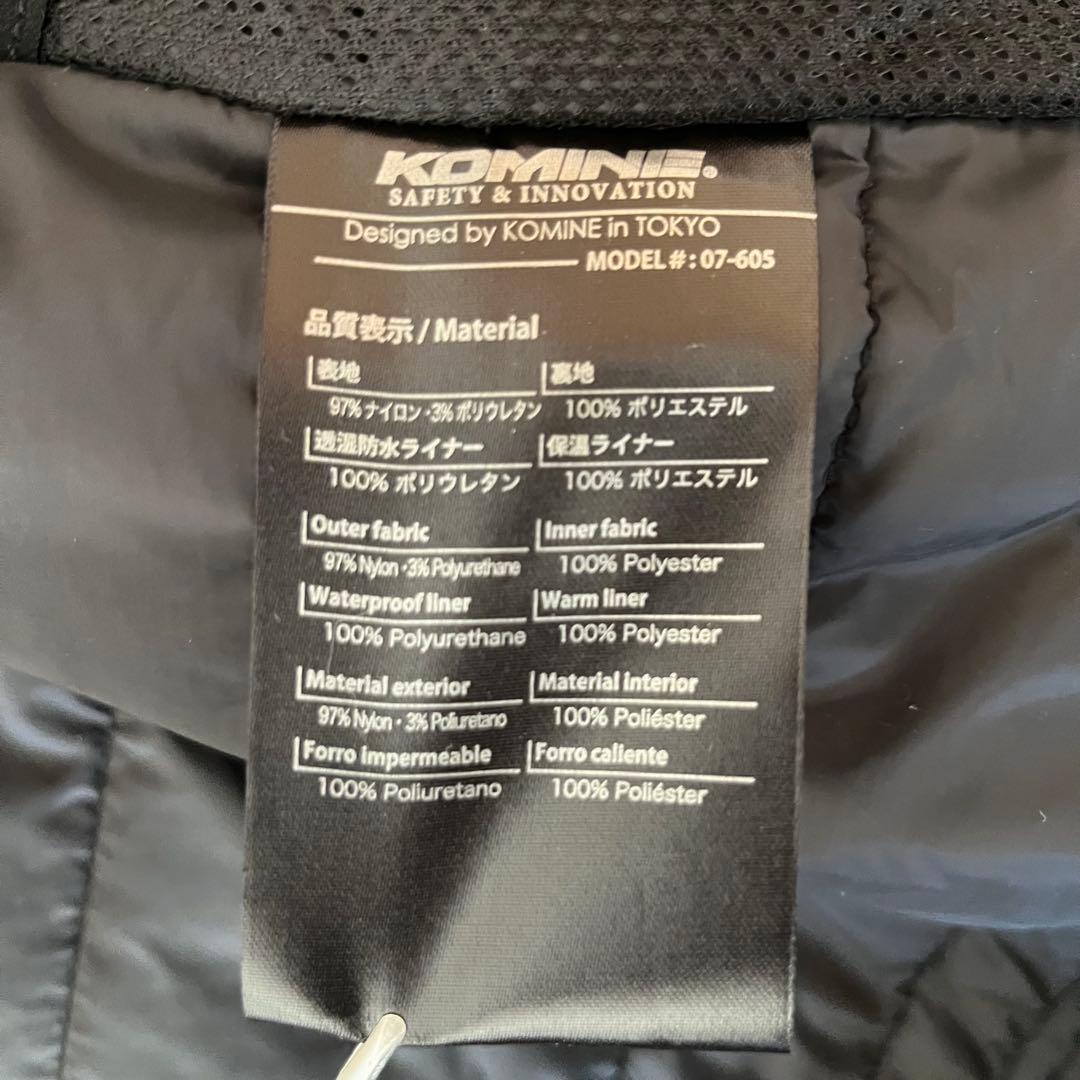 KOMINE®
SAFETY & INNOVATION
Designed by KOMINE in TOKYO
MODEL#: 07-605
品質表示/Material
表地 裏地
97%ナイロン・3%ポリウレタン 100% ポリエステル
透湿防水ライナー 保温ライナー
100% ポリウレタン 100% ポリエステル
Outer fabric Inner fabric
97% Nylon・3% Polyurethane 100% Polyester
Waterproof liner Warm liner
100% Polyurethane 100% Polyester
Material exterior Material interior
97% Nylon・3% Poliuretano 100% Poliéster
Forro impermeable Forro caliente
100% Poliuretano 100% Poliéster